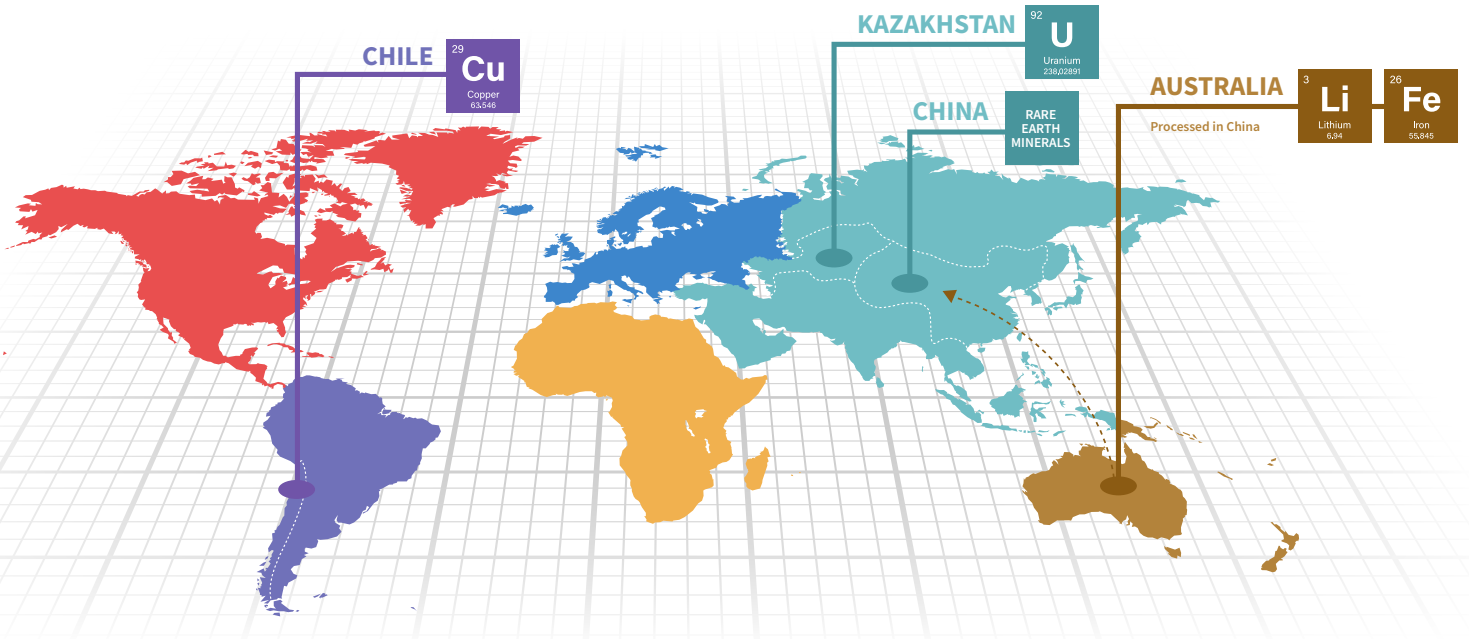 CHILE
29
Cu
Copper
63.546
KAZAKHSTAN
92
U
Uranium
238,02891
CHINA
RARE
EARTH
MINERALS
AUSTRALIA
Processed in China
3
Li
Lithium
6,94
26
Fe
Iron
55,845